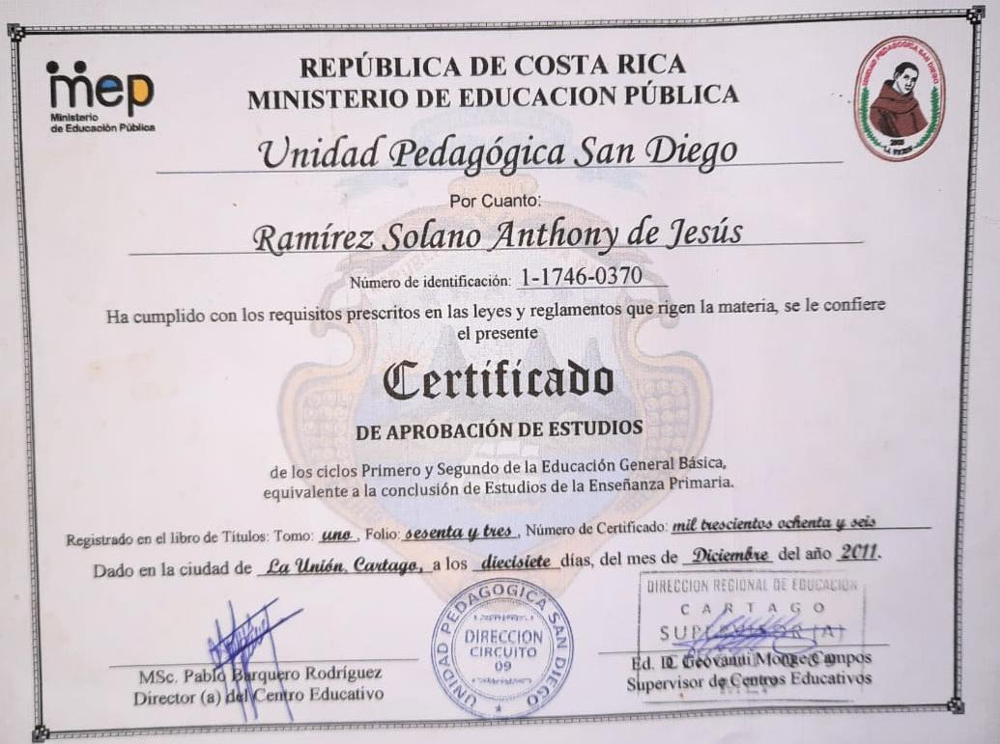 mep
Ministerio
de Educación Pública
REPÚBLICA DE COSTA RICA
MINISTERIO DE EDUCACION PÚBLICA
UNIDAD PEDAGOGICA SAN DIEGO
Unidad Pedagógica San Diego
Por Cuanto:
Ramírez Solano Anthony de Jesús
Número de identificación: 1-1746-0370
Ha cumplido con los requisitos prescritos en las leyes y reglamentos que rigen la materia, se le confiere
el presente
Certificado
DE APROBACIÓN DE ESTUDIOS
de los ciclos Primero y Segundo de la Educación General Básica,
equivalente a la conclusión de Estudios de la Enseñanza Primaria.
Registrado en el libro de Títulos: Tomo: uno, Folio: sesenta y tres, Número de Certificado: mil trescientos ochenta y seis
Dado en la ciudad de La Unión, Cartago, a los diecisiete días, del mes de Diciembre del año 2011.
UNIDAD PEDAGOGICA SAN DIEGO
DIRECCION
CIRCUITO
09
DIRECCION REGIONAL DE EDUCACION
CARTAGO
SUPERVISOR (A)
MSc. Pablo Barquero Rodríguez
Director (a) del Centro Educativo
Geovanni Monge Campos
Supervisor de Centros Educativos